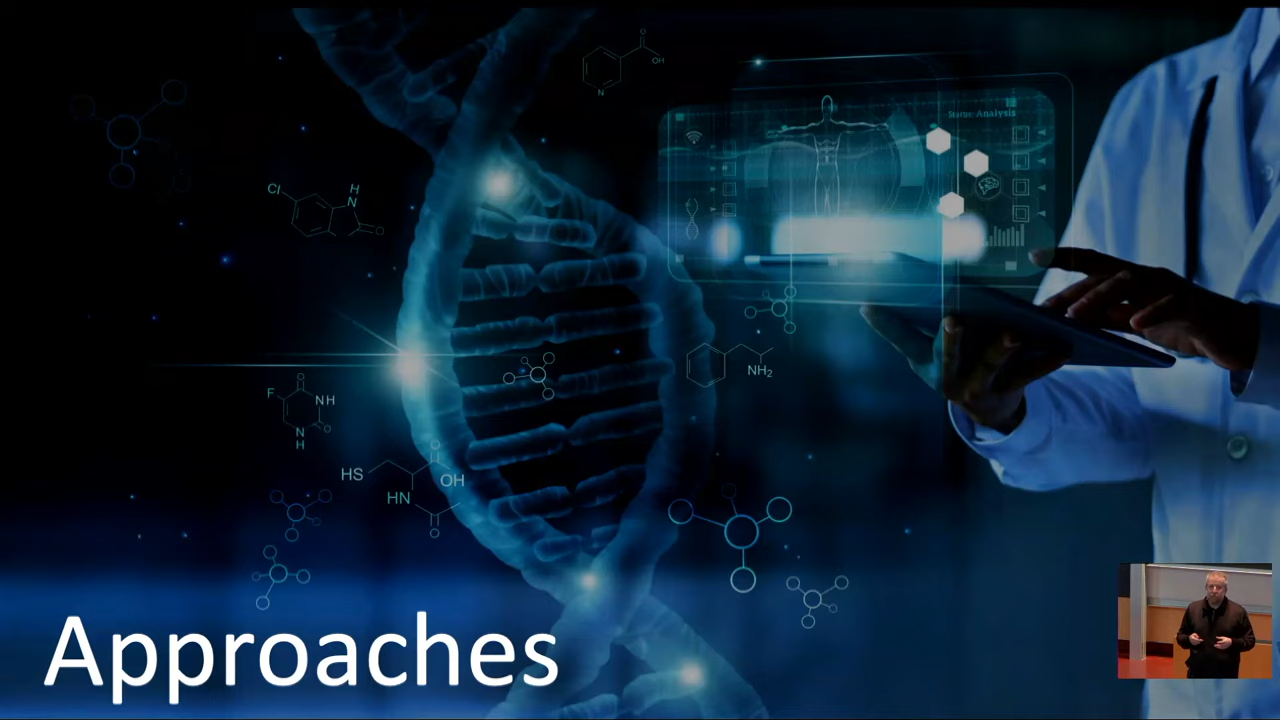 O
OH
N
Status Analysis
Cl
H
N
O
NH₂
O
F
NH
O
N
H
O
HS
OH
HN
O
Approaches